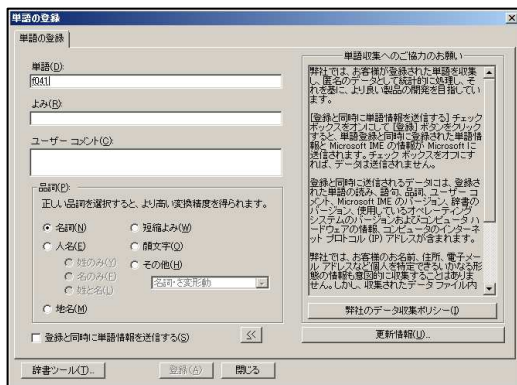 単語の登録
単語の登録
単語(D):
f041
よみ(R):
ユーザー コメント(C):
品詞(P):
正しい品詞を選択すると、より高い変換精度を得られます。
名詞(N)
短縮よみ(W)
人名(E)
顔文字(O)
姓のみ(Y)
その他(H)
名のみ(F)
名詞・さ変形動
姓と名(L)
地名(M)
登録と同時に単語情報を送信する(S)
<<
辞書ツール(T)...
登録(A)
閉じる
単語収集へのご協力のお願い
弊社では、お客様が登録された単語を収集
し、匿名のデータとして統計的に処理し、そ
れを基に、より良い製品の開発を目指してい
ます。
[登録と同時に単語情報を送信する] チェック
ボックスをオンにして [登録] ボタンをクリック
すると、単語登録と同時に登録された単語情
報と Microsoft IME の情報が Microsoft に
送信されます。チェック ボックスをオフにす
れば、データは送信されません。
登録と同時に送信されるデータには、登録さ
れた単語の読み、語句、品詞、ユーザー コ
メント、Microsoft IME のバージョン、辞書の
バージョン、使用しているオペレーティング
システムのバージョンおよびコンピュータ ハ
ードウェアの情報、コンピュータのインターネ
ット プロトコル (IP) アドレスが含まれます。
弊社では、お客様のお名前、住所、電子メー
ル アドレスなど個人を特定できるいかなる形
態の情報も意図的に収集することはありま
せん。しかし、収集されたデータ ファイル内
弊社のデータ収集ポリシー(I)
更新情報(U)...